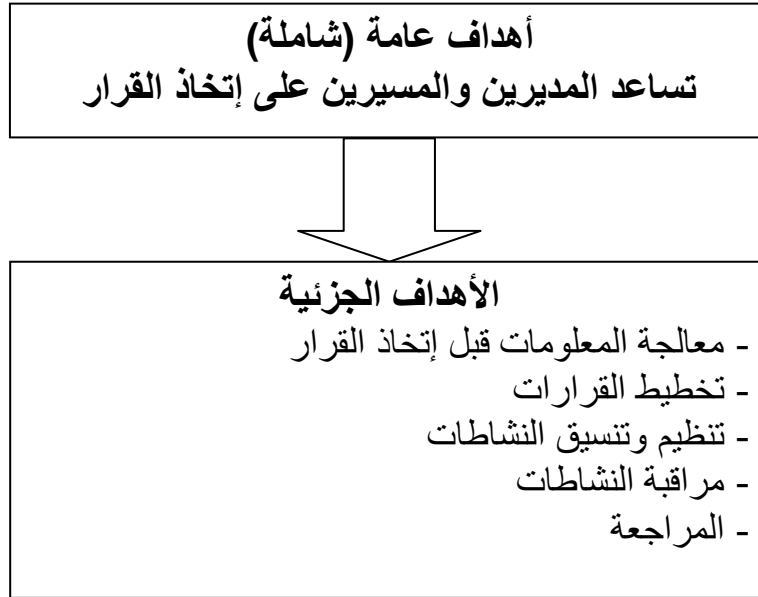 أهداف عامة (شاملة)
تساعد المديرين والمسيرين على إتخاذ القرار
الأهداف الجزئية
- معالجة المعلومات قبل إتخاذ القرار
- تخطيط القرارات
- تنظيم وتنسيق النشاطات
- مراقبة النشاطات
- المراجعة